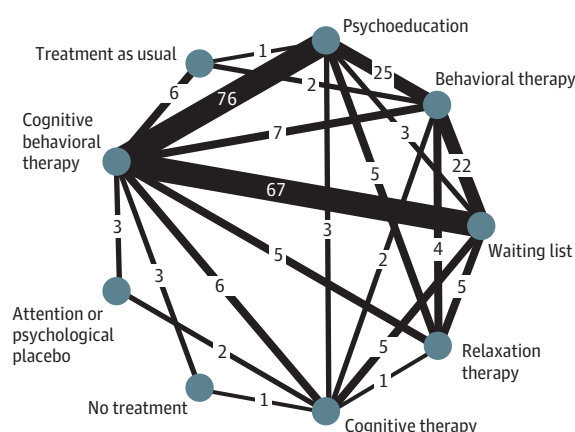 Psychoeducation
Treatment as usual
1
25
Behavioral therapy
2
6
76
Cognitive
behavioral
therapy
7
3
22
5
67
3
3
Waiting list
5
4
2
3
6
5
Attention or
psychological
placebo
2
5
Relaxation
therapy
1
No treatment
1
Cognitive therapy